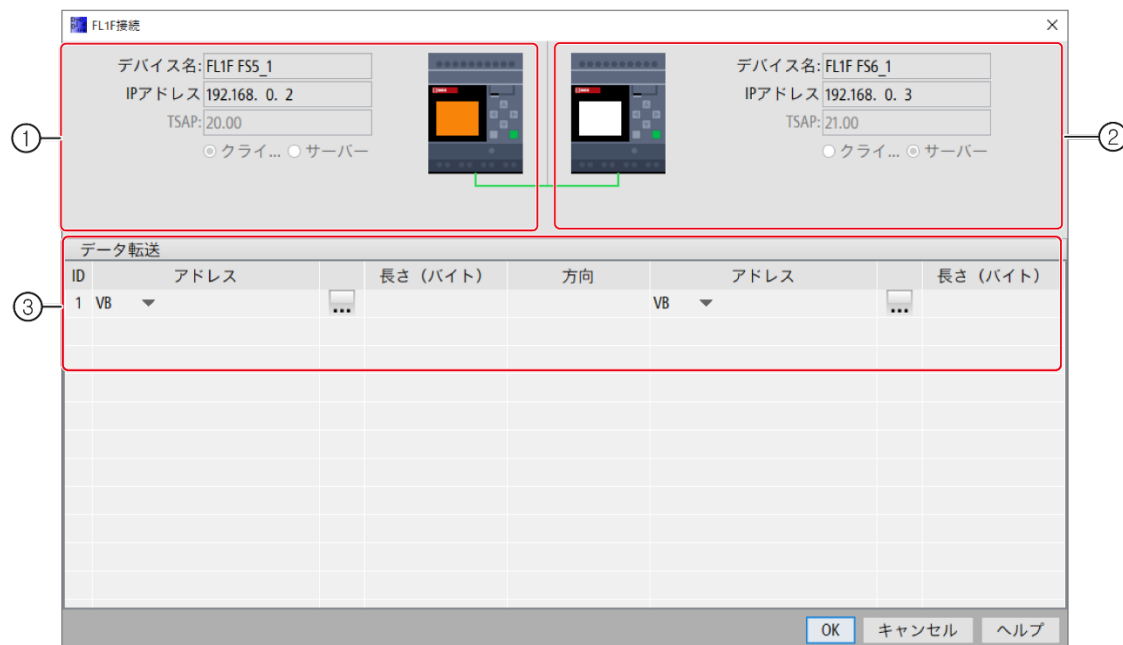 FL1F接続
①
デバイス名: FL1F FS5_1
IPアドレス 192.168. 0. 2
TSAP: 20.00
クライ... サーバー
デバイス名: FL1F FS6_1
IPアドレス 192.168. 0. 3
TSAP: 21.00
クライ... サーバー
②
③
データ転送
ID アドレス 長さ（バイト） 方向 アドレス 長さ（バイト）
1 VB ... VB ...
OK キャンセル ヘルプ